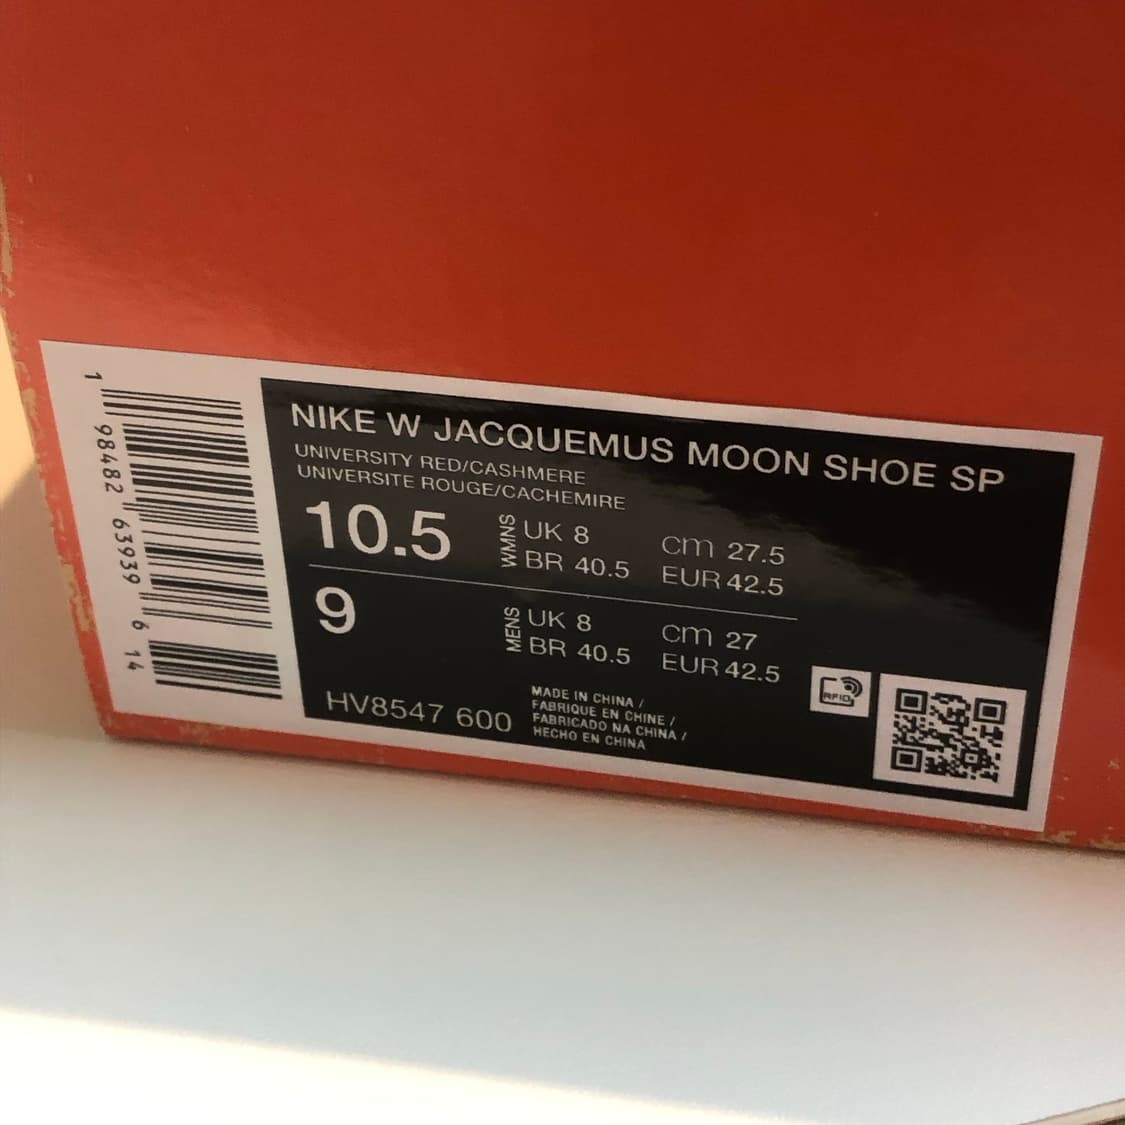 NIKE W JACQUEMUS MOON SHOE SP
UNIVERSITY RED/CASHMERE
UNIVERSITE ROUGE/CACHEMIRE
10.5 WMNS UK 8 cm 27.5
BR 40.5 EUR 42.5
9 MENS UK 8 cm 27
BR 40.5 EUR 42.5
HV8547 600
MADE IN CHINA /
FABRIQUE EN CHINE /
FABRICADO NA CHINA /
HECHO EN CHINA
RFID
1 98482 63939 6 14